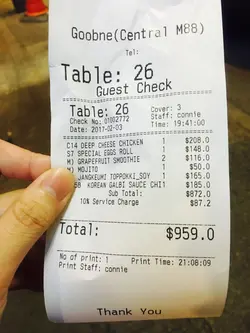 Goobne(Central M88)
Tel:
Table: 26
Guest Check
Table: 26 Cover: 3
Check No: 01002772 Staff: connie
Date: 2017-02-03 Time: 19:41:00
C14 DEEP CHEESE CHICKEN 1 $208.0
S7 SPECIAL EGGS ROLL 1 $148.0
M) GRAPEFRUIT SMOOTHIE 2 $116.0
M) MOJITO 1 $50.0
JANGKEUMI TOPPOKKI_SOY 1 $165.0
BB KOREAN GALBI SAUCE CHI1 $185.0
Sub Total: $872.0
10% Service Charge $87.2
Total: $959.0
No of print: 1 Print Time: 21:08:09
Print Staff: connie
Thank You